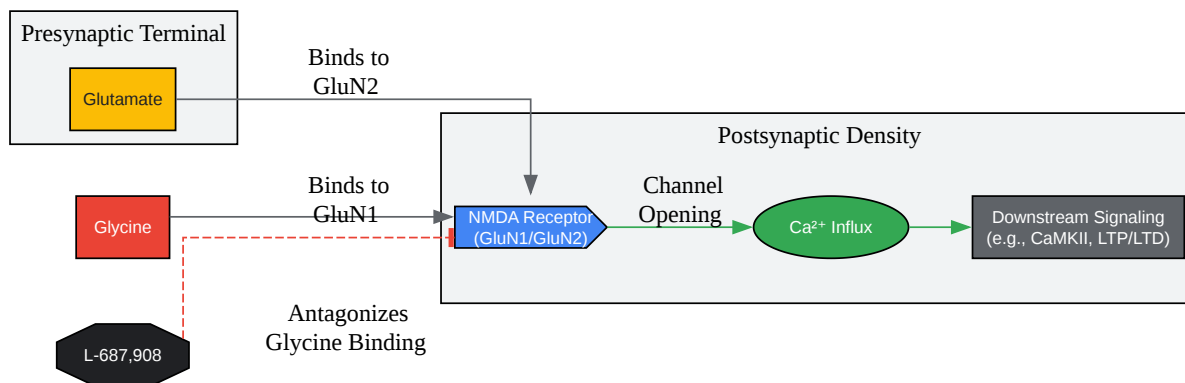 Presynaptic Terminal
Glutamate
Binds to
GluN2
Postsynaptic Density
Glycine
Binds to
GluN1
NMDA Receptor
(GluN1/GluN2)
Channel
Opening
Ca²⁺ Influx
Downstream Signaling
(e.g., CaMKII, LTP/LTD)
Antagonizes
Glycine Binding
L-687,908